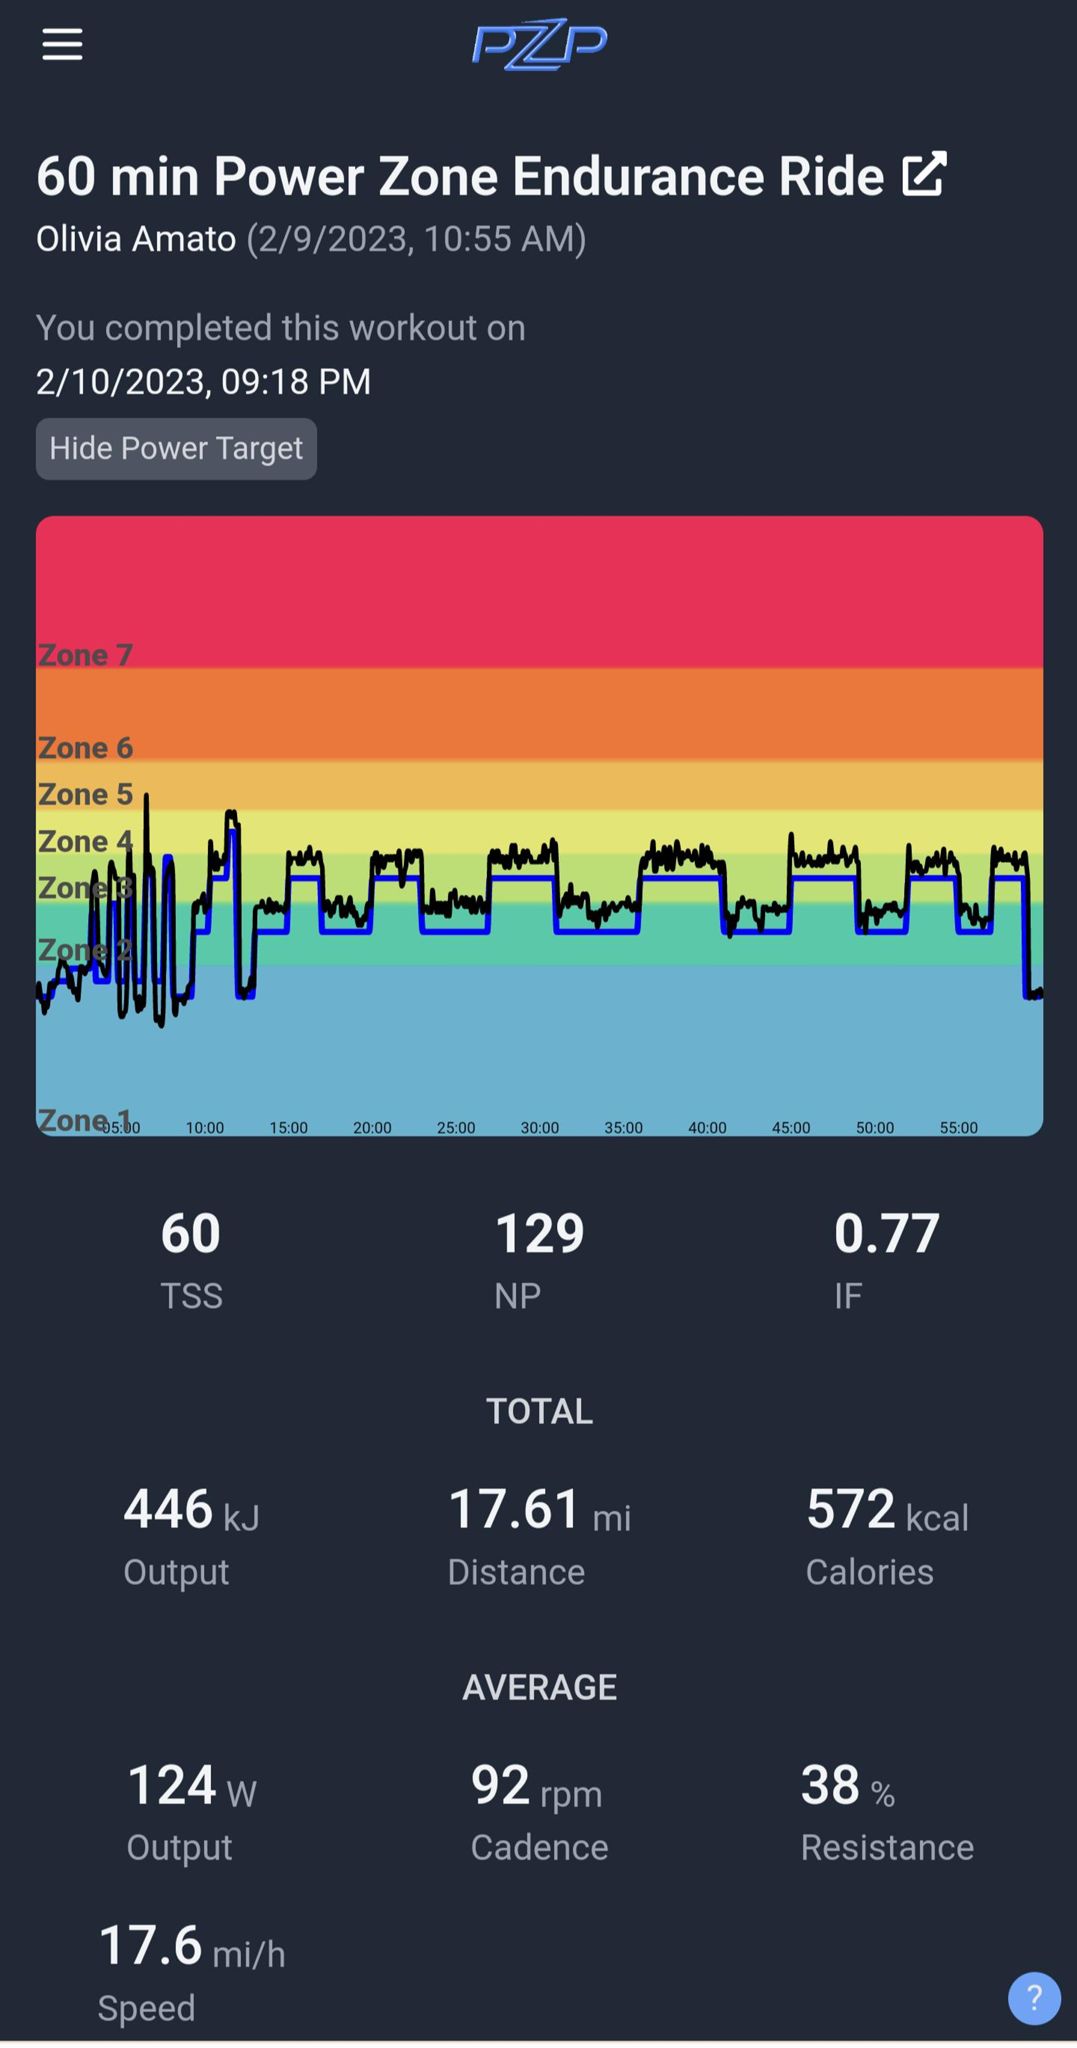 PZP
60 min Power Zone Endurance Ride
Olivia Amato (2/9/2023, 10:55 AM)
You completed this workout on
2/10/2023, 09:18 PM
Hide Power Target
Zone 7
Zone 6
Zone 5
Zone 4
Zone 3
Zone 2
Zone 1
05:00 10:00 15:00 20:00 25:00 30:00 35:00 40:00 45:00 50:00 55:00
60 129 0.77
TSS NP IF
TOTAL
446 kJ 17.61 mi 572 kcal
Output Distance Calories
AVERAGE
124 W 92 rpm 38 %
Output Cadence Resistance
17.6 mi/h
Speed
?